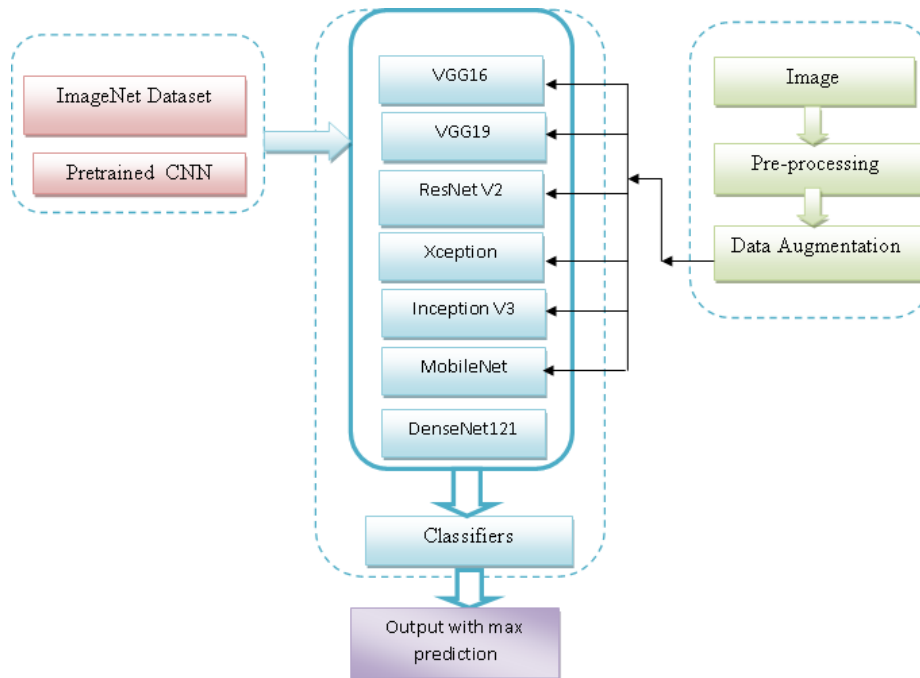 ImageNet Dataset
Pretrained CNN
VGG16
VGG19
ResNet V2
Xception
Inception V3
MobileNet
DenseNet121
Classifiers
Output with max
prediction
Image
Pre-processing
Data Augmentation